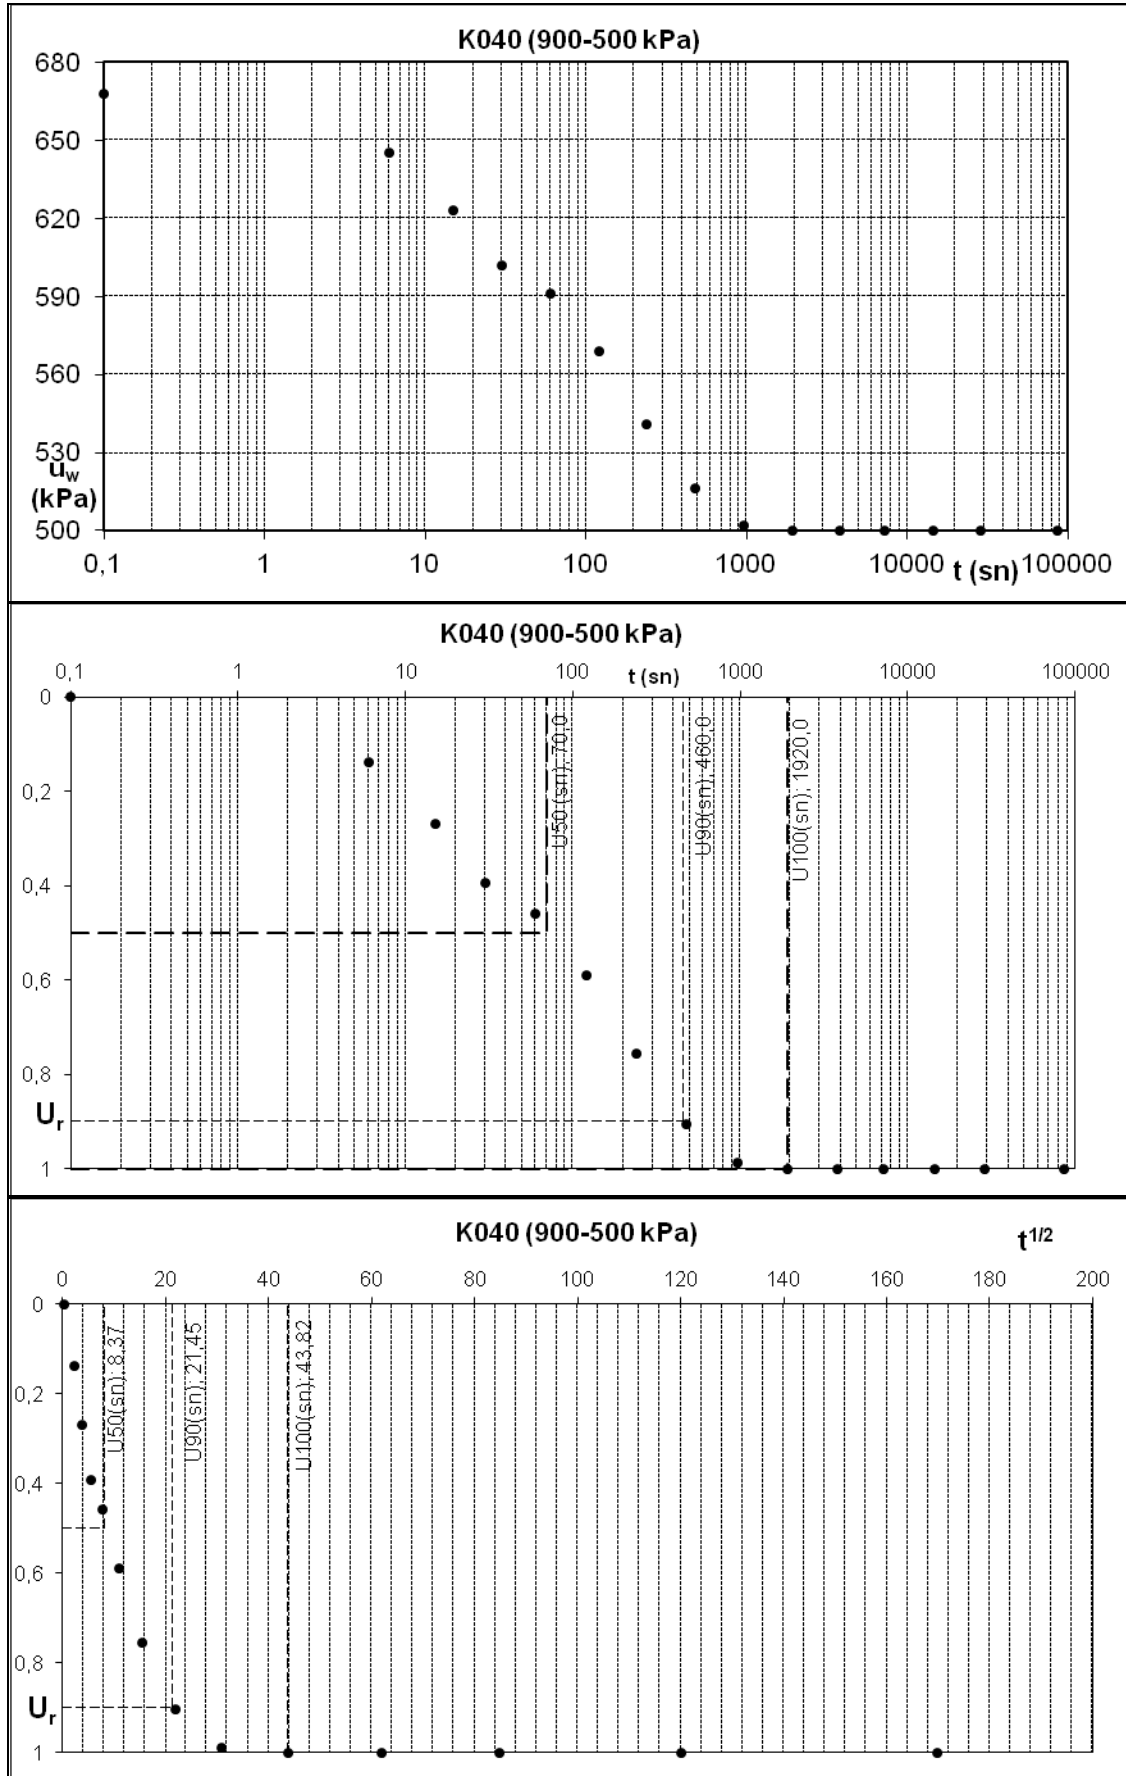 K040 (900-500 kPa)
680
650
620
590
560
530
u_w
(kPa)
500
0,1 1 10 100 1000 10000 t (sn) 100000
K040 (900-500 kPa)
0,1 1 10 100 t (sn) 1000 10000 100000
0
0,2
0,4
0,6
0,8
U_r
1
U50 (sn); 70,0
U90(sn); 460,0
U100(sn); 1920,0
K040 (900-500 kPa)
t^1/2
0 20 40 60 80 100 120 140 160 180 200
0
0,2
0,4
0,6
0,8
U_r
1
U50(sn); 8,37
U90(sn); 21,45
U100(sn); 43,82